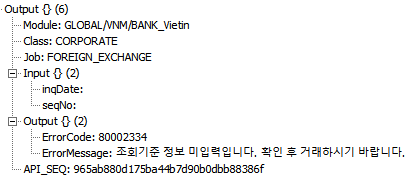 Output {} (6)
Module: GLOBAL/VNM/BANK_Vietin
Class: CORPORATE
Job: FOREIGN_EXCHANGE
Input {} (2)
inqDate:
seqNo:
Output {} (2)
ErrorCode: 80002334
ErrorMessage: 조회기준 정보 미입력입니다. 확인 후 거래하시기 바랍니다.
API_SEQ: 965ab880d175ba44b7d90b0dbb88386f